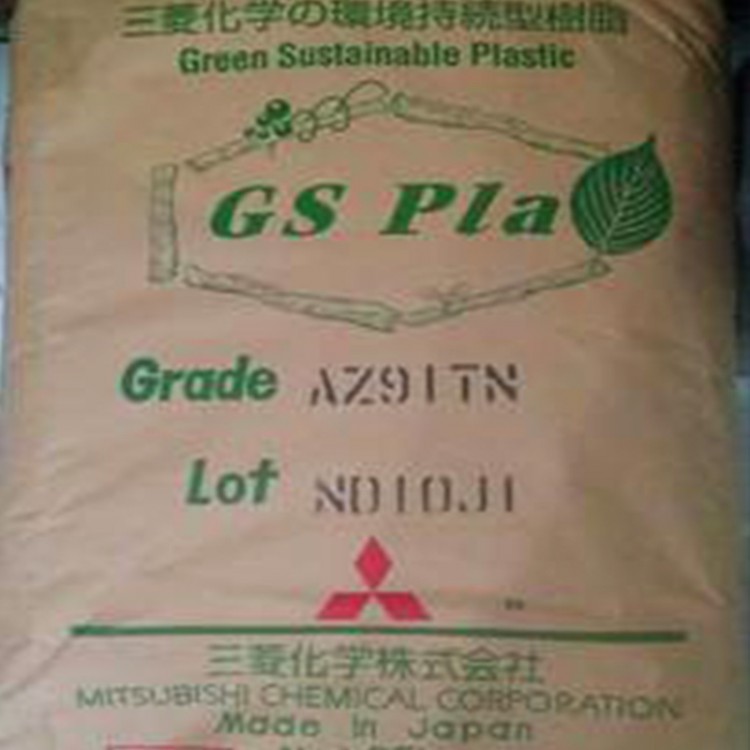 三菱化学の環境持続型樹脂
Green Sustainable Plastic
GS Pla
Grade AZ91TN
Lot N010J1
三菱化学株式会社
MITSUBISHI CHEMICAL CORPORATION
Made in Japan